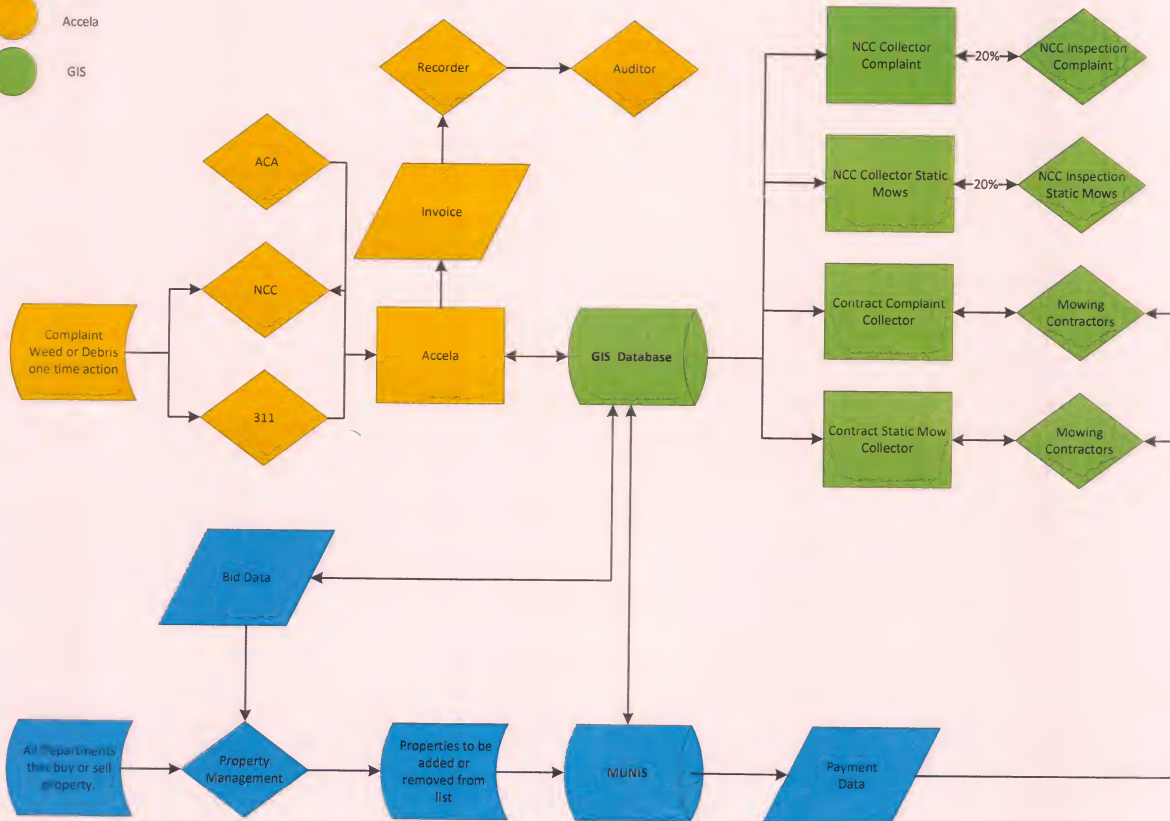 Accela
GIS
Recorder
Auditor
NCC Collector
Complaint
20%
NCC Inspection
Complaint
ACA
Invoice
NCC Collector Static
Mows
20%
NCC Inspection
Static Mows
NCC
Complaint
Weed or Debris
one time action
Accela
GIS Database
Contract Complaint
Collector
Mowing
Contractors
311
Contract Static Mow
Collector
Mowing
Contractors
Bid Data
All Departments
that buy or sell
property.
Property
Management
Properties to be
added or
removed from
list
MUNIS
Payment
Data